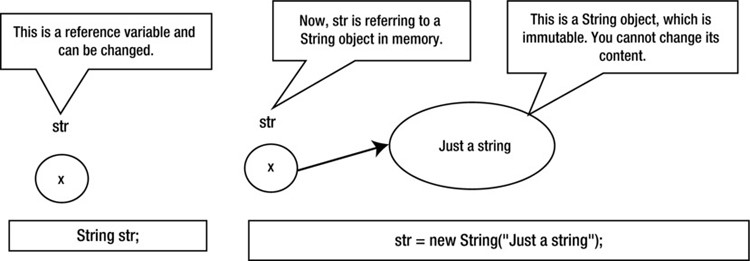 This is a reference variable and
can be changed.
Now, str is referring to a
String object in memory.
This is a String object, which is
immutable. You cannot change its
content.
str
str
x
x
Just a string
String str;
str = new String("Just a string");